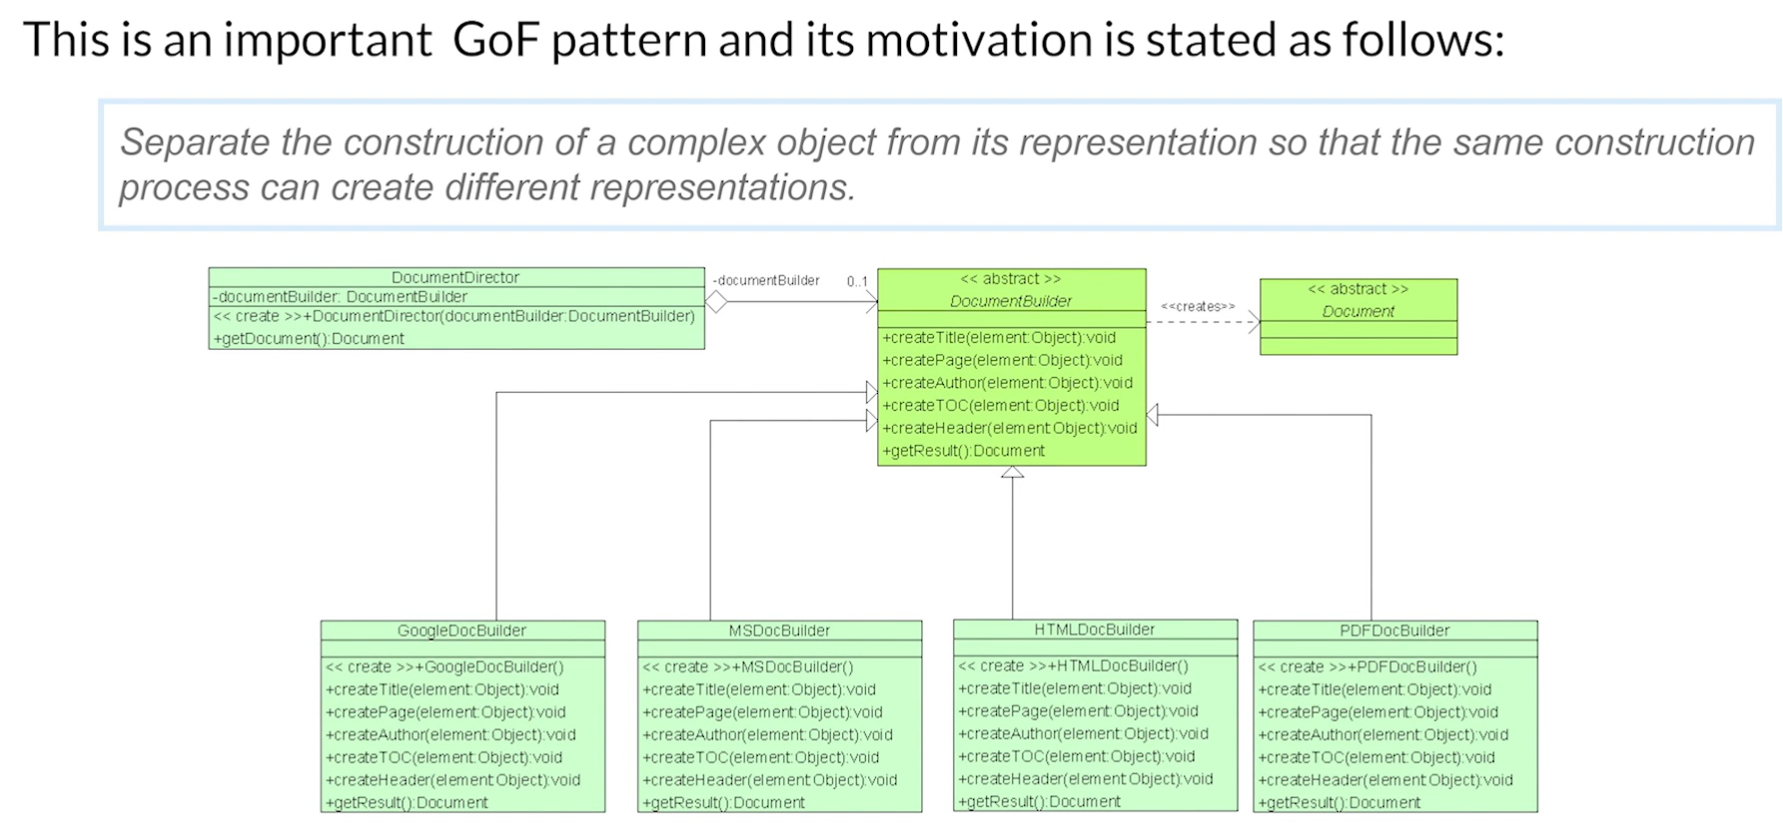 This is an important GoF pattern and its motivation is stated as follows:
Separate the construction of a complex object from its representation so that the same construction
process can create different representations.
DocumentDirector
-documentBuilder: DocumentBuilder
<< create >>+DocumentDirector(documentBuilder:DocumentBuilder)
+getDocument():Document
-documentBuilder
0..1
<< abstract >>
DocumentBuilder
+createTitle(element:Object):void
+createPage(element:Object):void
+createAuthor(element:Object):void
+createTOC(element:Object):void
+createHeader(element:Object):void
+getResult():Document
<<creates>>
<< abstract >>
Document
GoogleDocBuilder
<< create >>+GoogleDocBuilder()
+createTitle(element:Object):void
+createPage(element:Object):void
+createAuthor(element:Object):void
+createTOC(element:Object):void
+createHeader(element:Object):void
+getResult():Document
MSDocBuilder
<< create >>+MSDocBuilder()
+createTitle(element:Object):void
+createPage(element:Object):void
+createAuthor(element:Object):void
+createTOC(element:Object):void
+createHeader(element:Object):void
+getResult():Document
HTMLDocBuilder
<< create >>+HTMLDocBuilder()
+createTitle(element:Object):void
+createPage(element:Object):void
+createAuthor(element:Object):void
+createTOC(element:Object):void
+createHeader(element:Object):void
+getResult():Document
PDFDocBuilder
<< create >>+PDFDocBuilder()
+createTitle(element:Object):void
+createPage(element:Object):void
+createAuthor(element:Object):void
+createTOC(element:Object):void
+createHeader(element:Object):void
+getResult():Document